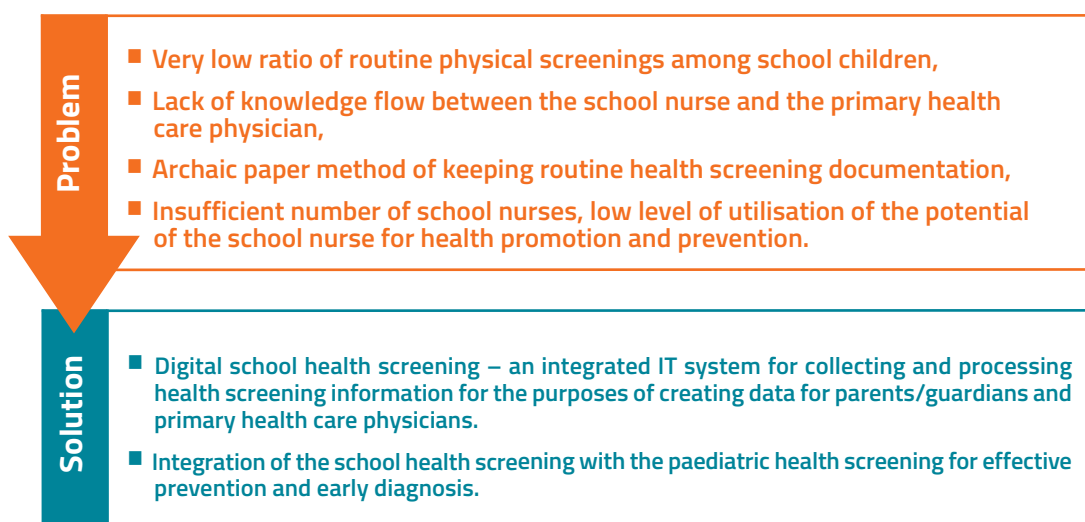 Problem
■ Very low ratio of routine physical screenings among school children,
■ Lack of knowledge flow between the school nurse and the primary health
care physician,
■ Archaic paper method of keeping routine health screening documentation,
■ Insufficient number of school nurses, low level of utilisation of the potential
of the school nurse for health promotion and prevention.
Solution
■ Digital school health screening – an integrated IT system for collecting and processing
health screening information for the purposes of creating data for parents/guardians and
primary health care physicians.
■ Integration of the school health screening with the paediatric health screening for effective
prevention and early diagnosis.